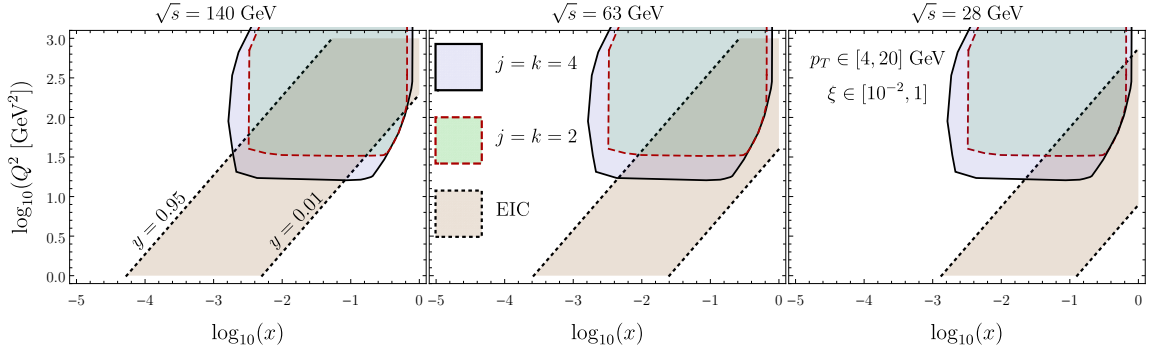 √s = 140 GeV
√s = 63 GeV
√s = 28 GeV
log₁₀(Q² [GeV²])
3.0
2.5
2.0
1.5
1.0
0.5
0.0
y = 0.95
y = 0.01
j = k = 4
j = k = 2
EIC
p_T ∈ [4, 20] GeV
ξ ∈ [10⁻², 1]
−5 −4 −3 −2 −1 0
−5 −4 −3 −2 −1 0
−5 −4 −3 −2 −1 0
log₁₀(x)
log₁₀(x)
log₁₀(x)